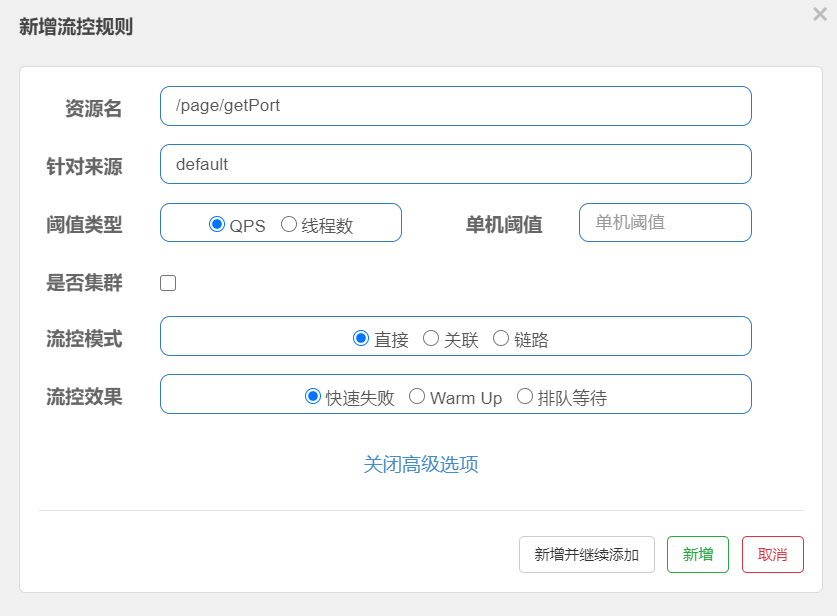 新增流控规则
×
资源名 /page/getPort
针对来源 default
阈值类型 QPS 线程数 单机阈值 单机阈值
是否集群
流控模式 直接 关联 链路
流控效果 快速失败 Warm Up 排队等待
关闭高级选项
新增并继续添加 新增 取消